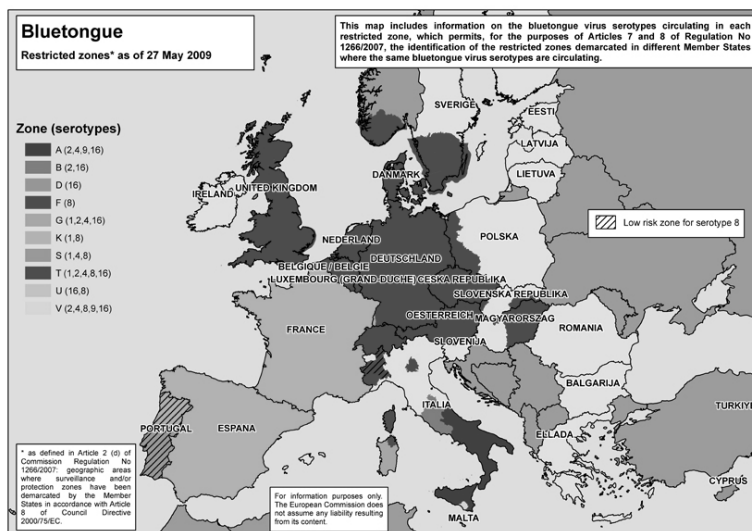 Bluetongue
Restricted zones* as of 27 May 2009
This map includes information on the bluetongue virus serotypes circulating in each
restricted zone, which permits, for the purposes of Articles 7 and 8 of Regulation No
1266/2007, the identification of the restricted zones demarcated in different Member States
where the same bluetongue virus serotypes are circulating.
Zone (serotypes)
A (2,4,9,16)
B (2,16)
D (16)
F (8)
G (1,2,4,16)
K (1,8)
S (1,4,8)
T (1,2,4,8,16)
U (16,8)
V (2,4,8,9,16)
Low risk zone for serotype 8
SVERIGE
EESTI
LATVIJA
LIETUVA
DANMARK
IRELAND
UNITED KINGDOM
NEDERLAND
POLSKA
DEUTSCHLAND
BELGIQUE / BELGIE
LUXEMBOURG (GRAND-DUCHE)
CESKA REPUBLIKA
SLOVENSKA REPUBLIKA
OESTERREICH
MAGYARORSZAG
FRANCE
SLOVENIJA
ROMANIA
BALGARIJA
ITALIA
PORTUGAL
ESPANA
ELLADA
TURKIYE
CYPRUS
MALTA
* as defined in Article 2 (d) of
Commission Regulation No
1266/2007: geographic areas
where surveillance and/or
protection zones have been
demarcated by the Member
States in accordance with Article
8 of Council Directive
2000/75/EC.
For information purposes only.
The European Commission
does not assume any liability resulting
from its content.